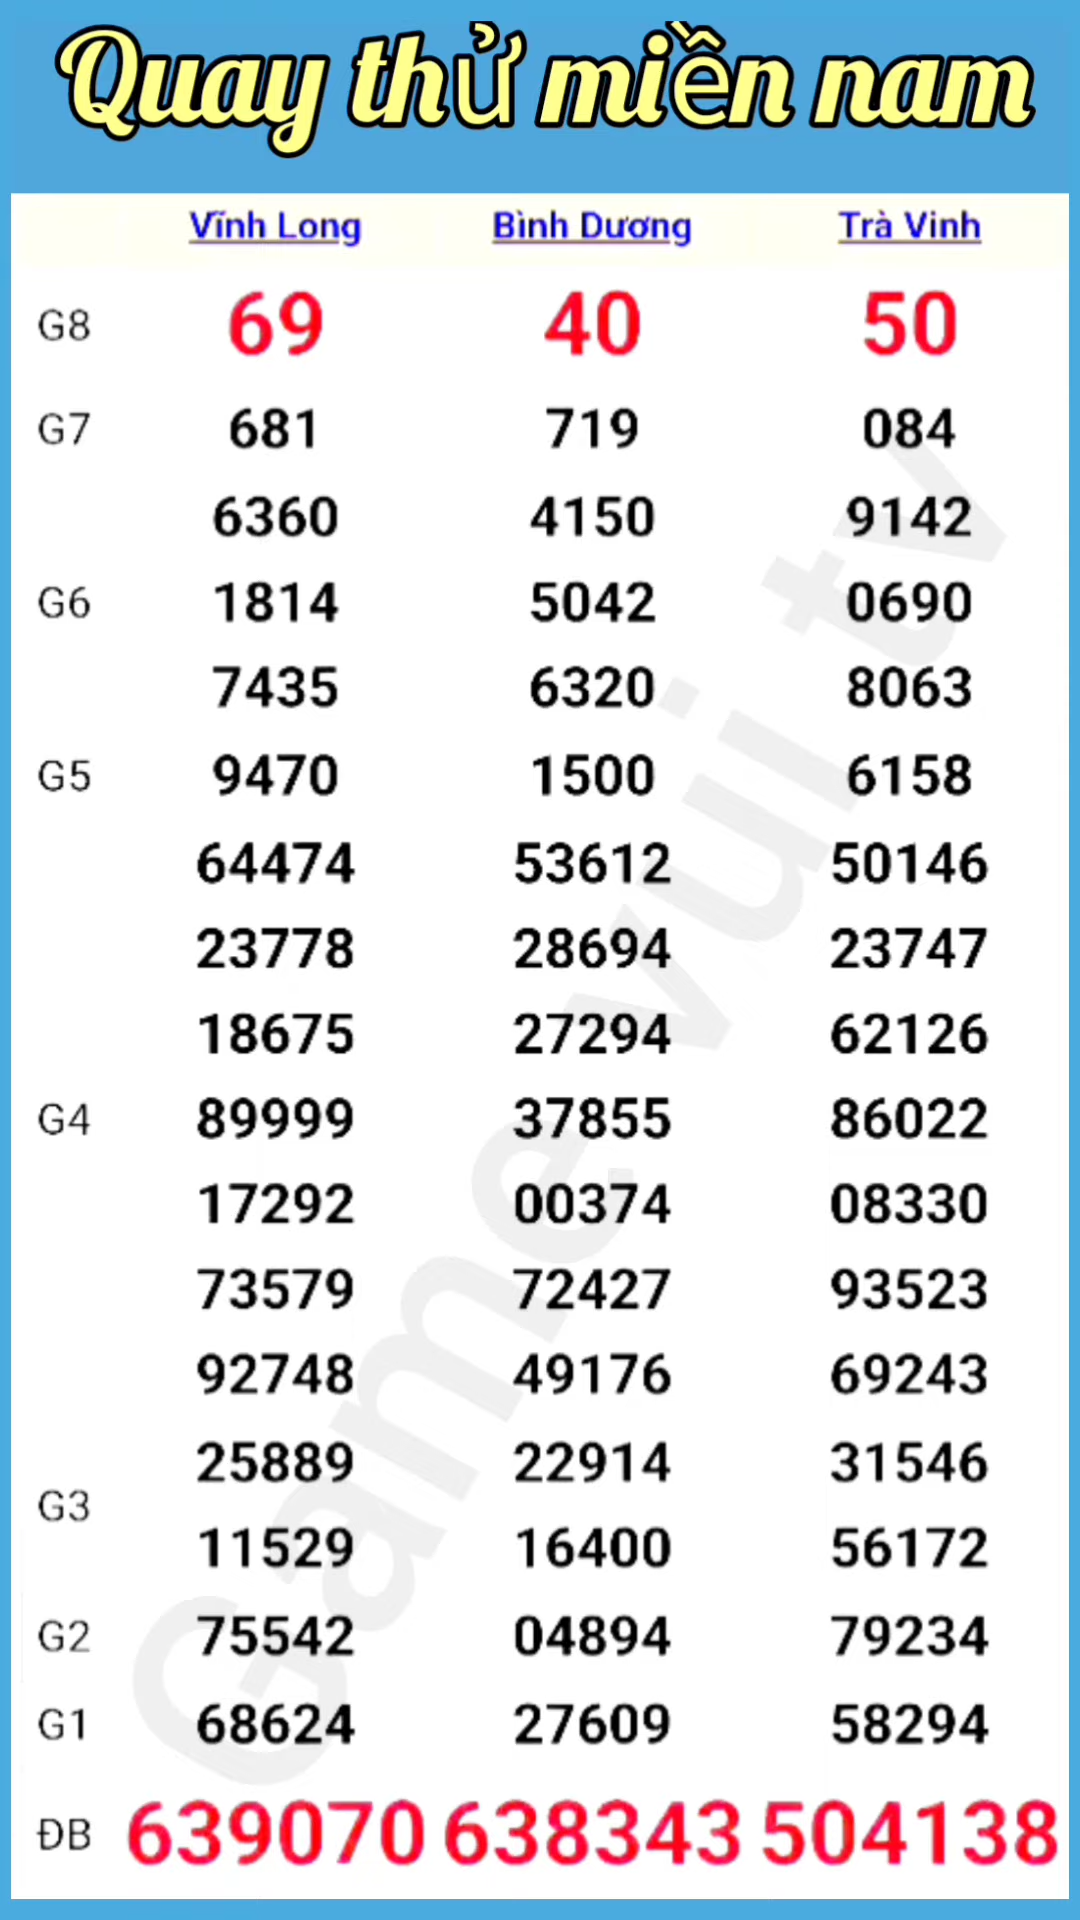 Quay thử miền nam
Vĩnh Long Bình Dương Trà Vinh
G8 69 40 50
G7 681 719 084
6360 4150 9142
G6 1814 5042 0690
7435 6320 8063
G5 9470 1500 6158
64474 53612 50146
23778 28694 23747
18675 27294 62126
G4 89999 37855 86022
17292 00374 08330
73579 72427 93523
92748 49176 69243
25889 22914 31546
G3
11529 16400 56172
G2 75542 04894 79234
G1 68624 27609 58294
ĐB 639070 638343 504138
Game vui tv